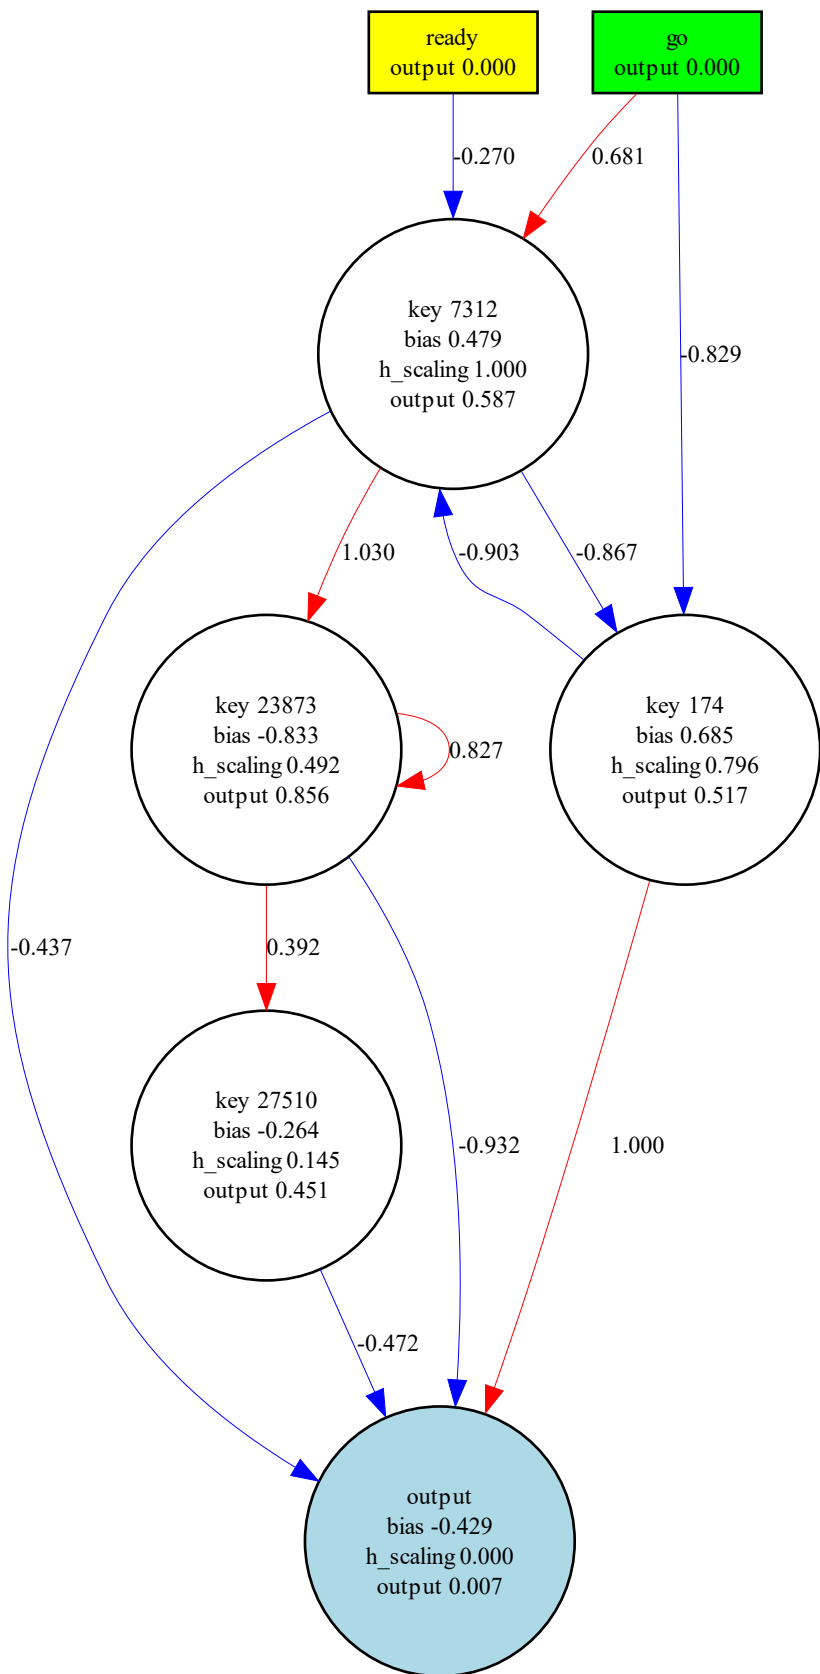 ready
output 0.000
go
output 0.000
-0.270
0.681
key 7312
bias 0.479
h_scaling 1.000
output 0.587
-0.829
1.030
-0.903
-0.867
key 23873
bias -0.833
h_scaling 0.492
output 0.856
0.827
key 174
bias 0.685
h_scaling 0.796
output 0.517
-0.437
0.392
key 27510
bias -0.264
h_scaling 0.145
output 0.451
-0.932
1.000
-0.472
output
bias -0.429
h_scaling 0.000
output 0.007